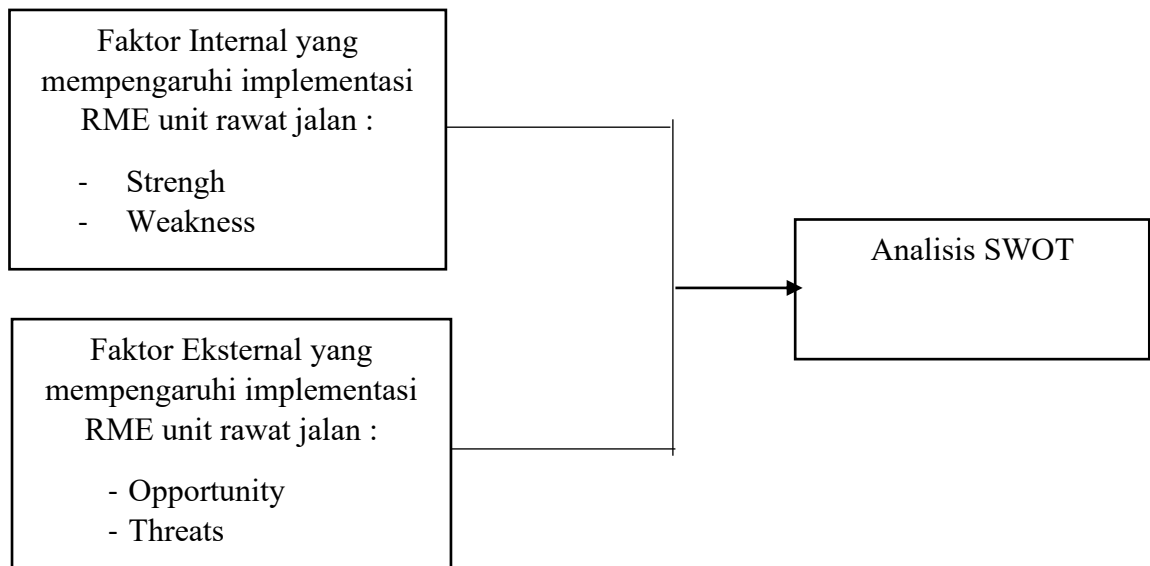 Faktor Internal yang
mempengaruhi implementasi
RME unit rawat jalan :
- Strengh
- Weakness
Analisis SWOT
Faktor Eksternal yang
mempengaruhi implementasi
RME unit rawat jalan :
- Opportunity
- Threats